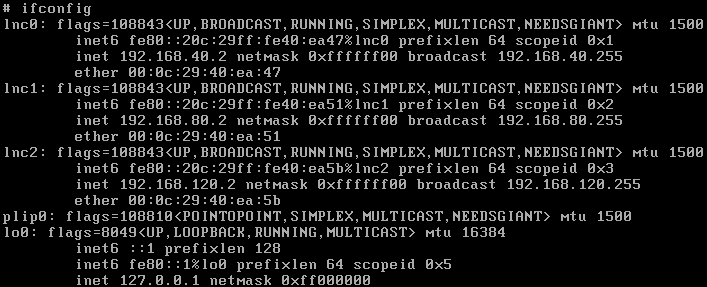 # ifconfig
lnc0: flags=108843<UP,BROADCAST,RUNNING,SIMPLEX,MULTICAST,NEEDSGIANT> mtu 1500
inet6 fe80::20c:29ff:fe40:ea47%lnc0 prefixlen 64 scopeid 0x1
inet 192.168.40.2 netmask 0xffffff00 broadcast 192.168.40.255
ether 00:0c:29:40:ea:47
lnc1: flags=108843<UP,BROADCAST,RUNNING,SIMPLEX,MULTICAST,NEEDSGIANT> mtu 1500
inet6 fe80::20c:29ff:fe40:ea51%lnc1 prefixlen 64 scopeid 0x2
inet 192.168.80.2 netmask 0xffffff00 broadcast 192.168.80.255
ether 00:0c:29:40:ea:51
lnc2: flags=108843<UP,BROADCAST,RUNNING,SIMPLEX,MULTICAST,NEEDSGIANT> mtu 1500
inet6 fe80::20c:29ff:fe40:ea5b%lnc2 prefixlen 64 scopeid 0x3
inet 192.168.120.2 netmask 0xffffff00 broadcast 192.168.120.255
ether 00:0c:29:40:ea:5b
plip0: flags=108810<POINTOPOINT,SIMPLEX,MULTICAST,NEEDSGIANT> mtu 1500
lo0: flags=8049<UP,LOOPBACK,RUNNING,MULTICAST> mtu 16384
inet6 ::1 prefixlen 128
inet6 fe80::1%lo0 prefixlen 64 scopeid 0x5
inet 127.0.0.1 netmask 0xff000000